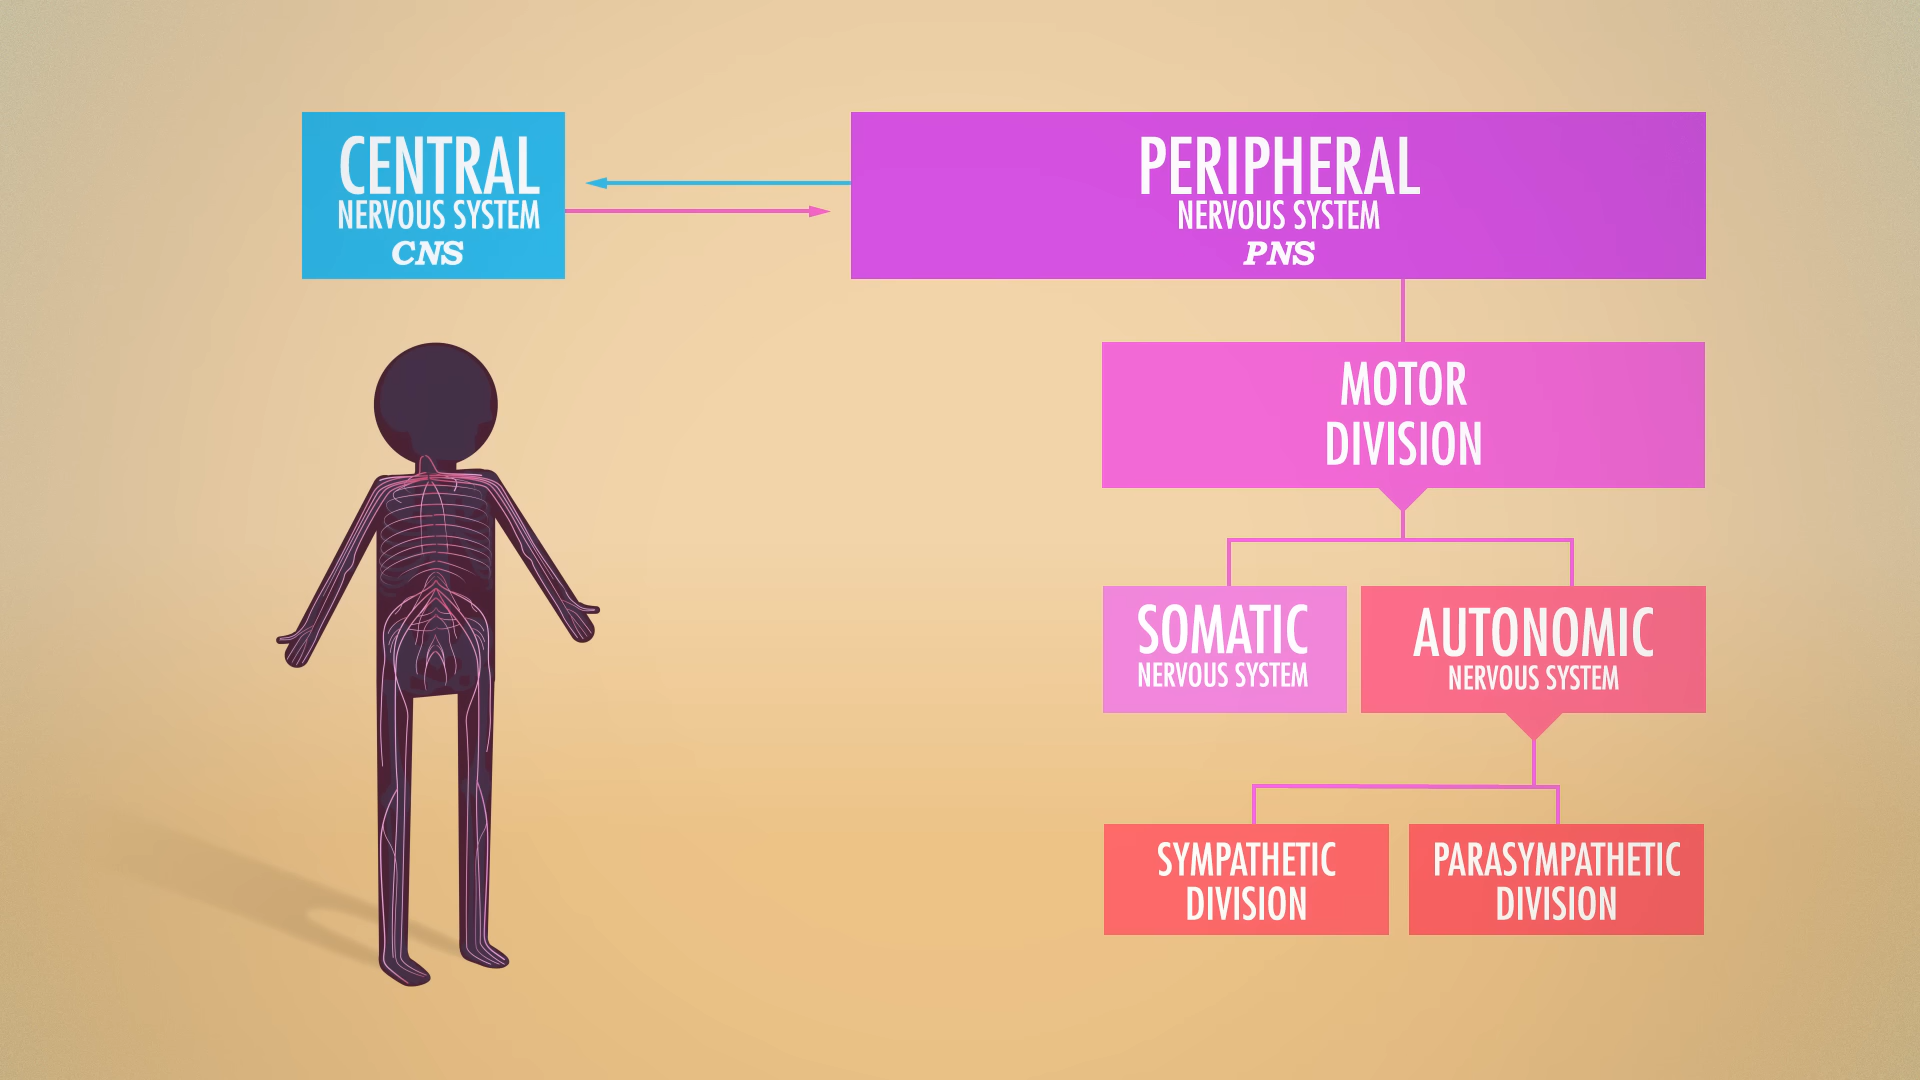 CENTRAL
NERVOUS SYSTEM
CNS
PERIPHERAL
NERVOUS SYSTEM
PNS
MOTOR
DIVISION
SOMATIC
NERVOUS SYSTEM
AUTONOMIC
NERVOUS SYSTEM
SYMPATHETIC
DIVISION
PARASYMPATHETIC
DIVISION